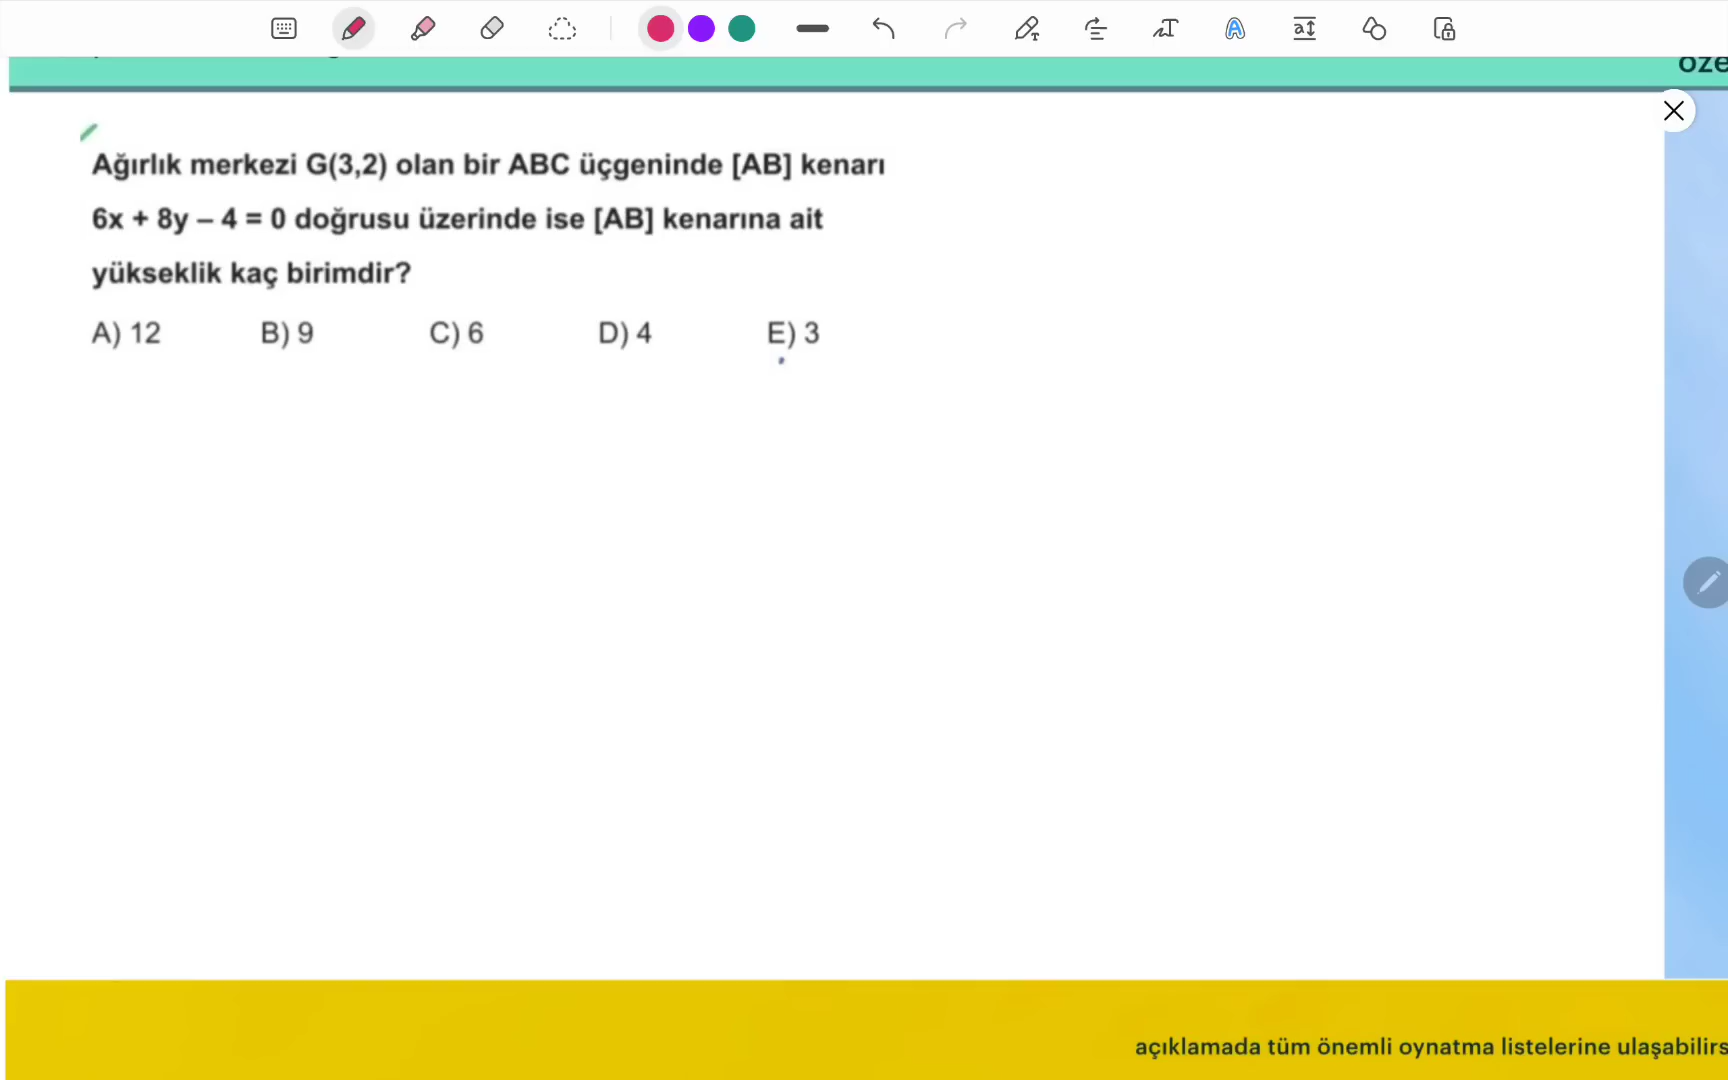 öze
Ağırlık merkezi G(3,2) olan bir ABC üçgeninde [AB] kenarı
6x + 8y – 4 = 0 doğrusu üzerinde ise [AB] kenarına ait
yükseklik kaç birimdir?
A) 12 B) 9 C) 6 D) 4 E) 3
açıklamada tüm önemli oynatma listelerine ulaşabilirs